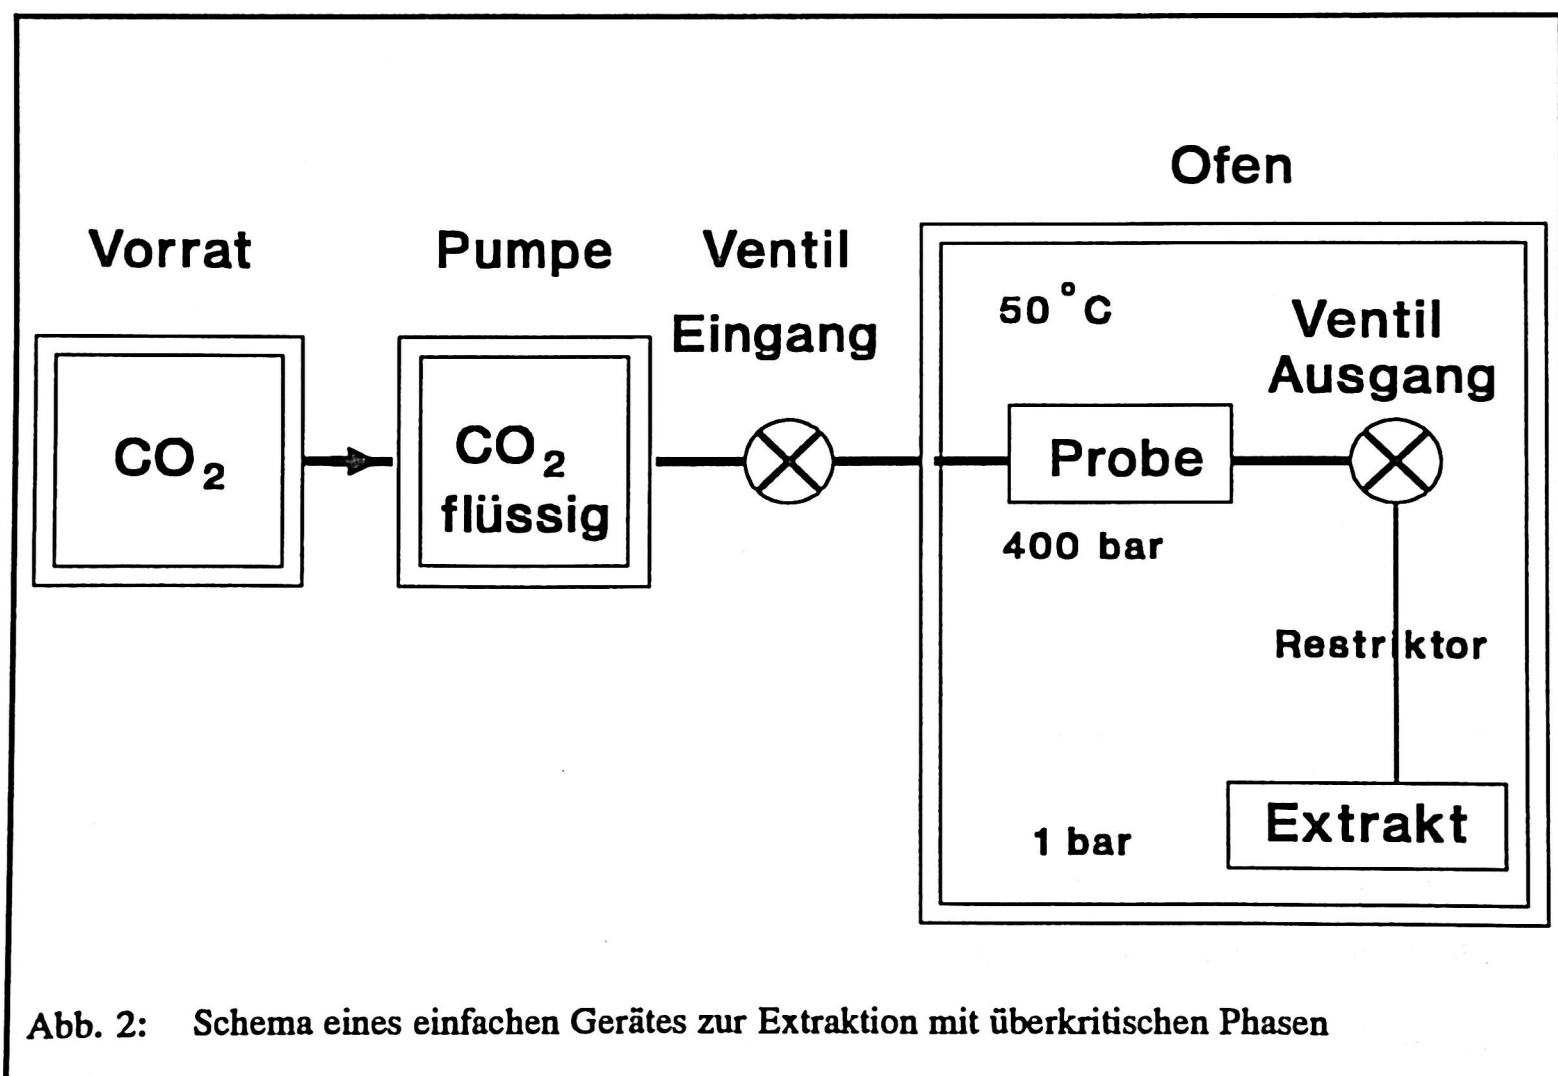 Ofen
Vorrat
Pumpe
Ventil
Eingang
50 °C
Ventil
Ausgang
CO₂
CO₂
flüssig
Probe
400 bar
Restriktor
1 bar
Extrakt
Abb. 2: Schema eines einfachen Gerätes zur Extraktion mit überkritischen Phasen